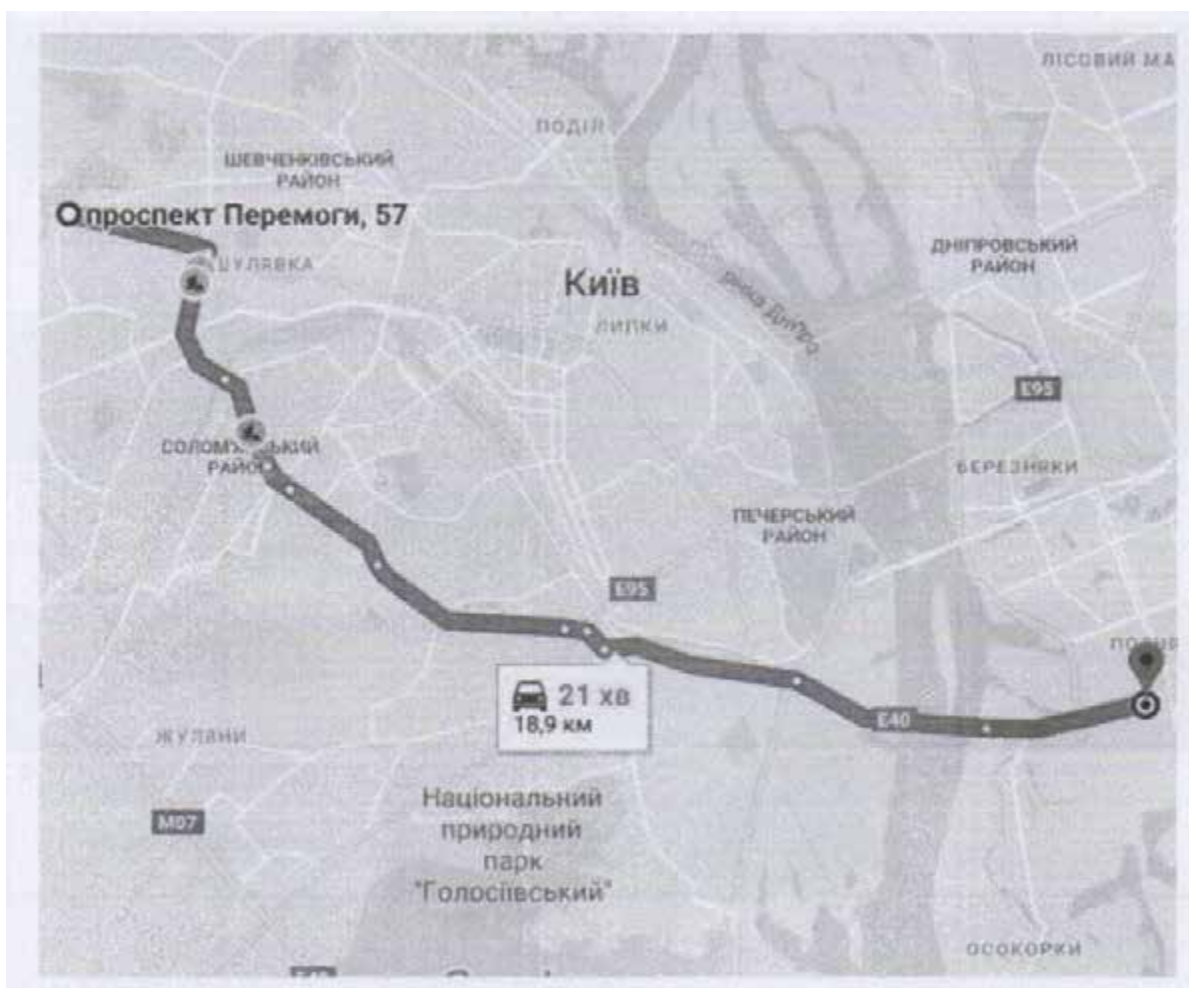 ЛІСОВИЙ МА
ПОДІЛ
ШЕВЧЕНКІВСЬКИЙ
РАЙОН
проспект Перемоги, 57
ШУЛЯВКА
ДНІПРОВСЬКИЙ
РАЙОН
Київ
річка Дніпро
ЛИПКИ
E95
СОЛОМ'ЯНСЬКИЙ
РАЙОН
БЕРЕЗНЯКИ
ПЕЧЕРСЬКИЙ
РАЙОН
E95
21 хв
18,9 км
E40
ЖУЛЯНИ
M07
Національний
природний
парк
"Голосіївський"
ОСОКОРКИ